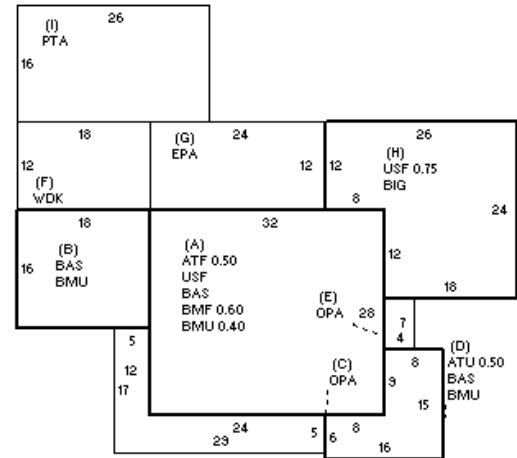 26
(I)
PTA
16
18
12
(F)
WDK
24
(G)
EPA
12
26
12
(H)
USF 0.75
BIG
8
24
12
18
18
(B)
BAS
BMU
16
32
(A)
ATF 0.50
USF
BAS
BMF 0.60
BMU 0.40
(E)
OPA
28
7
4
(C)
OPA
5
12
17
24
29
5
(D)
ATU 0.50
BAS
BMU
8
9
15
6
8
16